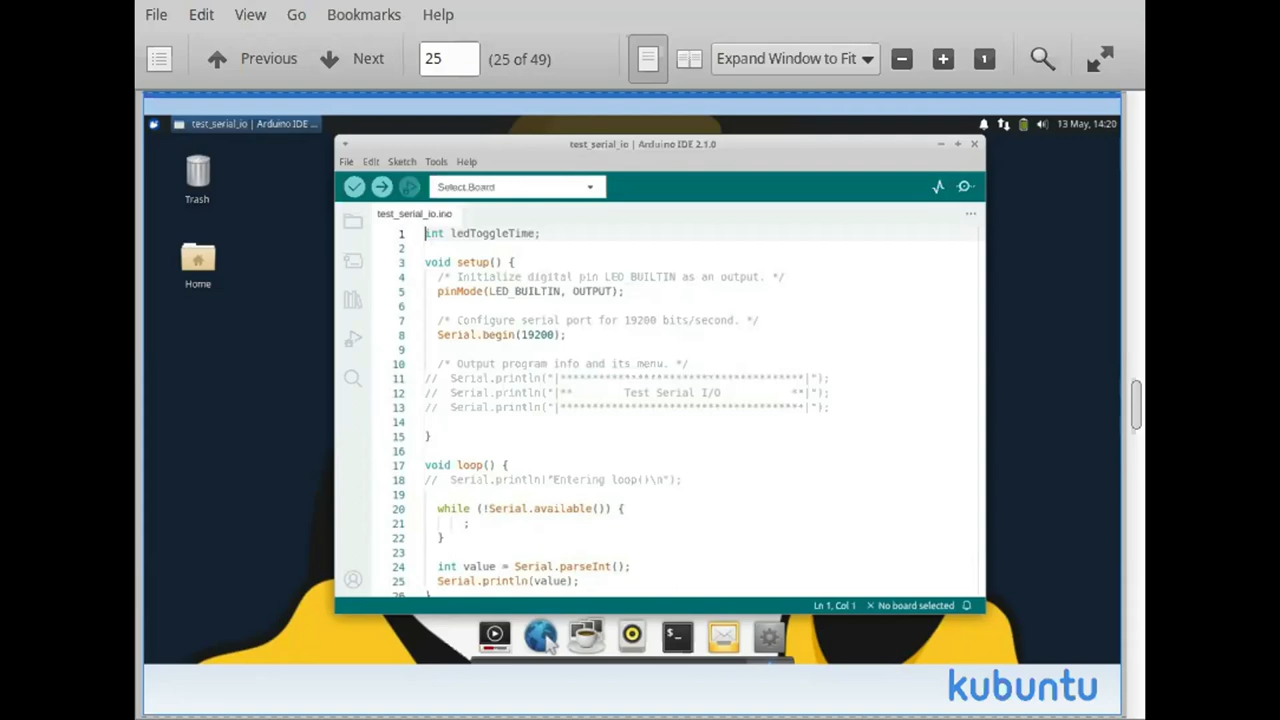 File Edit View Go Bookmarks Help
Previous Next 25 (25 of 49) Expand Window to Fit 1
test_serial_io | Arduino IDE ... 13 May, 14:20
test_serial_io | Arduino IDE 2.1.0
File Edit Sketch Tools Help
Select Board
Trash
test_serial_io.ino
1 int ledToggleTime;
2
3 void setup() {
4 /* Initialize digital pin LED BUILTIN as an output. */
5 pinMode(LED_BUILTIN, OUTPUT);
6
7 /* Configure serial port for 19200 bits/second. */
8 Serial.begin(19200);
9
10 /* Output program info and its menu. */
11 // Serial.println("|**************************************|");
12 // Serial.println("|** Test Serial I/O **|");
13 // Serial.println("|**************************************|");
14
15 }
16
17 void loop() {
18 // Serial.println("Entering loop()\n");
19
20 while (!Serial.available()) {
21 ;
22 }
23
24 int value = Serial.parseInt();
25 Serial.println(value);
26 }
Home
Ln 1, Col 1 No board selected
kubuntu